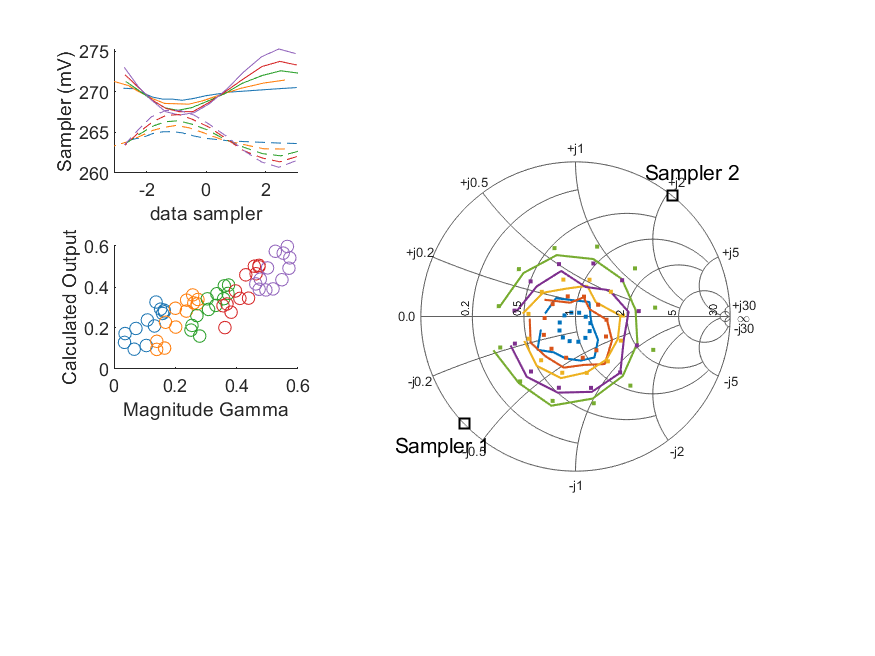 275
270
265
260
Sampler (mV)
-2 0 2
data sampler
0.6
0.4
0.2
0
Calculated Output
0 0.2 0.4 0.6
Magnitude Gamma
+j1
Sampler 2
+j0.5
+j2
+j0.2
+j5
0.0
0.2
0.5
1
2
5
30
+j30
∞
-j30
-j0.2
-j5
Sampler 1
-j0.5
-j2
-j1